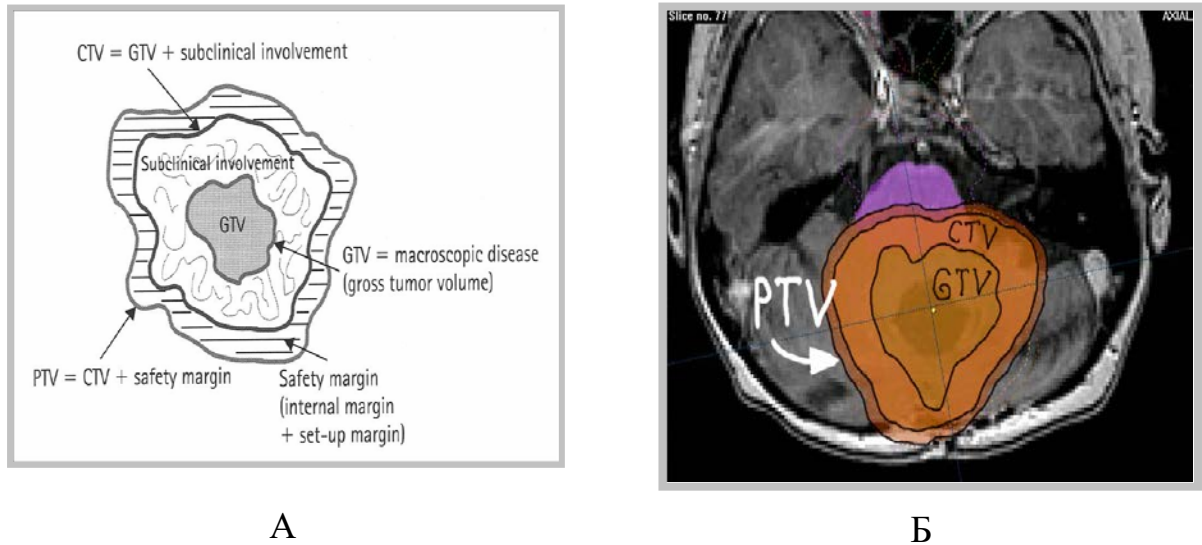 CTV = GTV + subclinical involvement
Subclinical involvement
GTV
GTV = macroscopic disease
(gross tumor volume)
PTV = CTV + safety margin
Safety margin
(internal margin
+ set-up margin)
А
Slice no. 77
AXIAL
CTV
GTV
PTV
Б